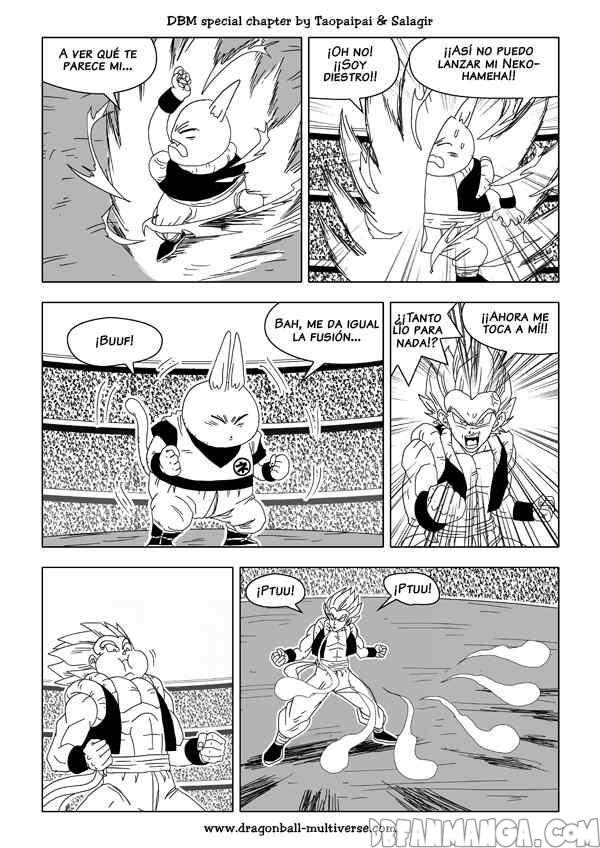 DBM special chapter by Taopaipai & Salagir
A ver qué te
parece mi...
¡Oh no!
¡¡Soy
diestro!!
¡¡Así no puedo
lanzar mi Neko-
hameha!!
¡Buuf!
Bah, me da igual
la fusión...
ネ
¿¡Tanto
lío para
nada!?
¡¡Ahora me
toca a mí!!
¡Ptuu!
¡Ptuu!
www.dragonball-multiverse.com
DBFANMANGA.COM